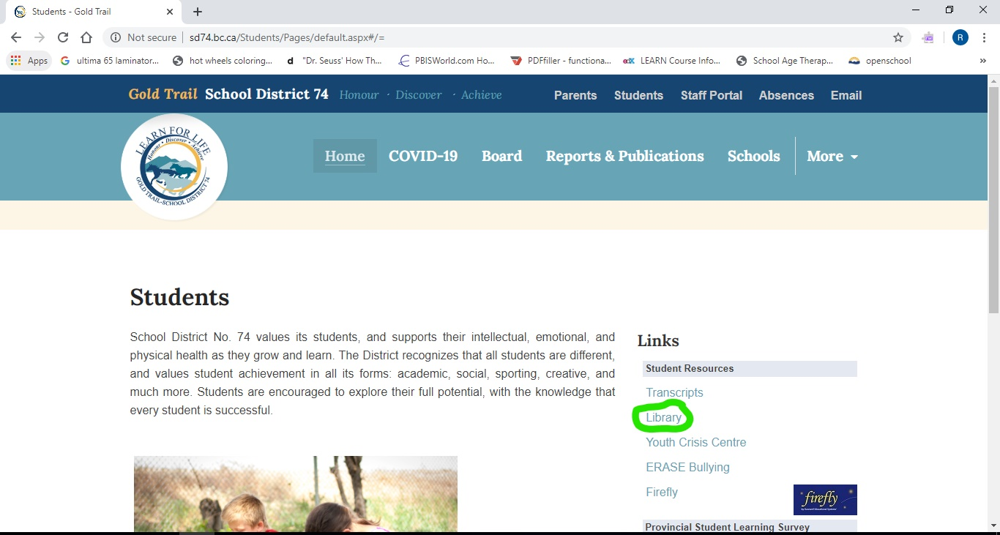 Students - Gold Trail
Not secure | sd74.bc.ca/Students/Pages/default.aspx#/=
R
Apps
ultima 65 laminator...
hot wheels coloring...
"Dr. Seuss' How Th...
PBISWorld.com Ho...
PDFfiller - functiona...
LEARN Course Info...
School Age Therap...
openschool
Gold Trail School District 74 Honour · Discover · Achieve
Parents Students Staff Portal Absences Email
LEARN FOR LIFE
Honour • Discover • Achieve
GOLD TRAIL-SCHOOL DISTRICT 74
Home COVID-19 Board Reports & Publications Schools More
Students
School District No. 74 values its students, and supports their intellectual, emotional, and
physical health as they grow and learn. The District recognizes that all students are different,
and values student achievement in all its forms: academic, social, sporting, creative, and
much more. Students are encouraged to explore their full potential, with the knowledge that
every student is successful.
Links
Student Resources
Transcripts
Library
Youth Crisis Centre
ERASE Bullying
Firefly
firefly
Provincial Student Learning Survey